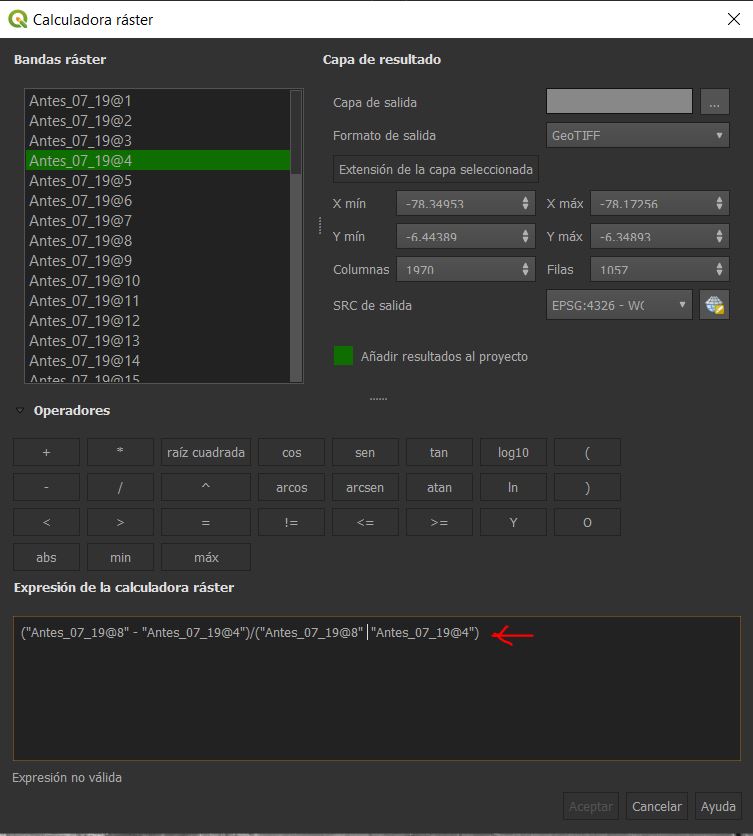 Calculadora ráster
Bandas ráster
Antes_07_19@1
Antes_07_19@2
Antes_07_19@3
Antes_07_19@4
Antes_07_19@5
Antes_07_19@6
Antes_07_19@7
Antes_07_19@8
Antes_07_19@9
Antes_07_19@10
Antes_07_19@11
Antes_07_19@12
Antes_07_19@13
Antes_07_19@14
Antes_07_19@15
Capa de resultado
Capa de salida ...
Formato de salida GeoTIFF
Extensión de la capa seleccionada
X mín -78.34953 X máx -78.17256
Y mín -6.44389 Y máx -6.34893
Columnas 1970 Filas 1057
SRC de salida EPSG:4326 - WG
Añadir resultados al proyecto
Operadores
+ * raíz cuadrada cos sen tan log10 (
- / ^ arcos arcsen atan ln )
< > = != <= >= Y O
abs min máx
Expresión de la calculadora ráster
("Antes_07_19@8" - "Antes_07_19@4")/("Antes_07_19@8" "Antes_07_19@4")
Expresión no válida
Aceptar Cancelar Ayuda